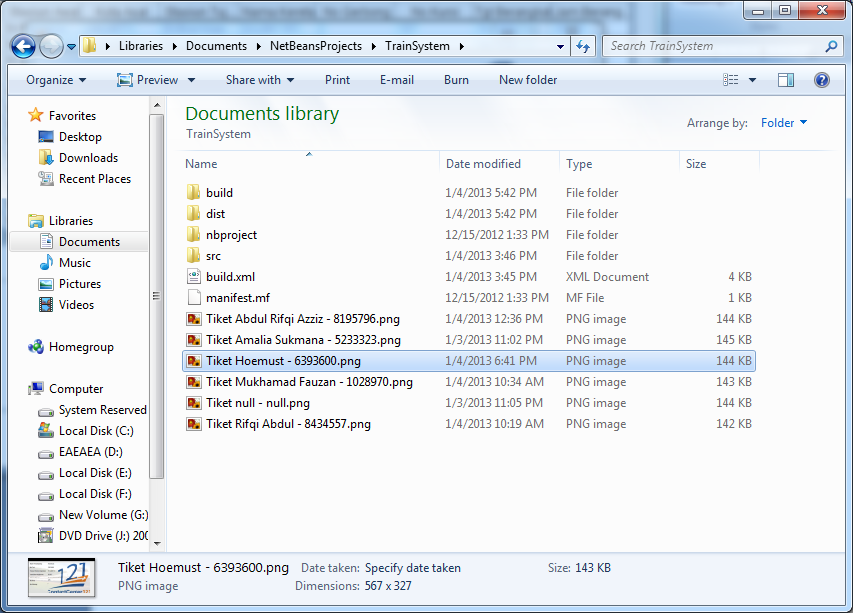 Libraries Documents NetBeansProjects TrainSystem Search TrainSystem
Organize Preview Share with Print E-mail Burn New folder
Favorites
Desktop
Downloads
Recent Places
Libraries
Documents
Music
Pictures
Videos
Homegroup
Computer
System Reserved
Local Disk (C:)
EAEAEA (D:)
Local Disk (E:)
Local Disk (F:)
New Volume (G:)
DVD Drive (J:) 200
Documents library
TrainSystem
Arrange by: Folder
Name Date modified Type Size
build 1/4/2013 5:42 PM File folder
dist 1/4/2013 5:42 PM File folder
nbproject 12/15/2012 1:33 PM File folder
src 1/4/2013 3:46 PM File folder
build.xml 1/4/2013 3:45 PM XML Document 4 KB
manifest.mf 12/15/2012 1:33 PM MF File 1 KB
Tiket Abdul Rifqi Azziz - 8195796.png 1/4/2013 12:36 PM PNG image 144 KB
Tiket Amalia Sukmana - 5233323.png 1/3/2013 11:02 PM PNG image 145 KB
Tiket Hoemust - 6393600.png 1/4/2013 6:41 PM PNG image 144 KB
Tiket Mukhamad Fauzan - 1028970.png 1/4/2013 10:34 AM PNG image 143 KB
Tiket null - null.png 1/3/2013 11:05 PM PNG image 144 KB
Tiket Rifqi Abdul - 8434557.png 1/4/2013 10:19 AM PNG image 142 KB
121
Tiket Hoemust - 6393600.png Date taken: Specify date taken Size: 143 KB
PNG image Dimensions: 567 x 327